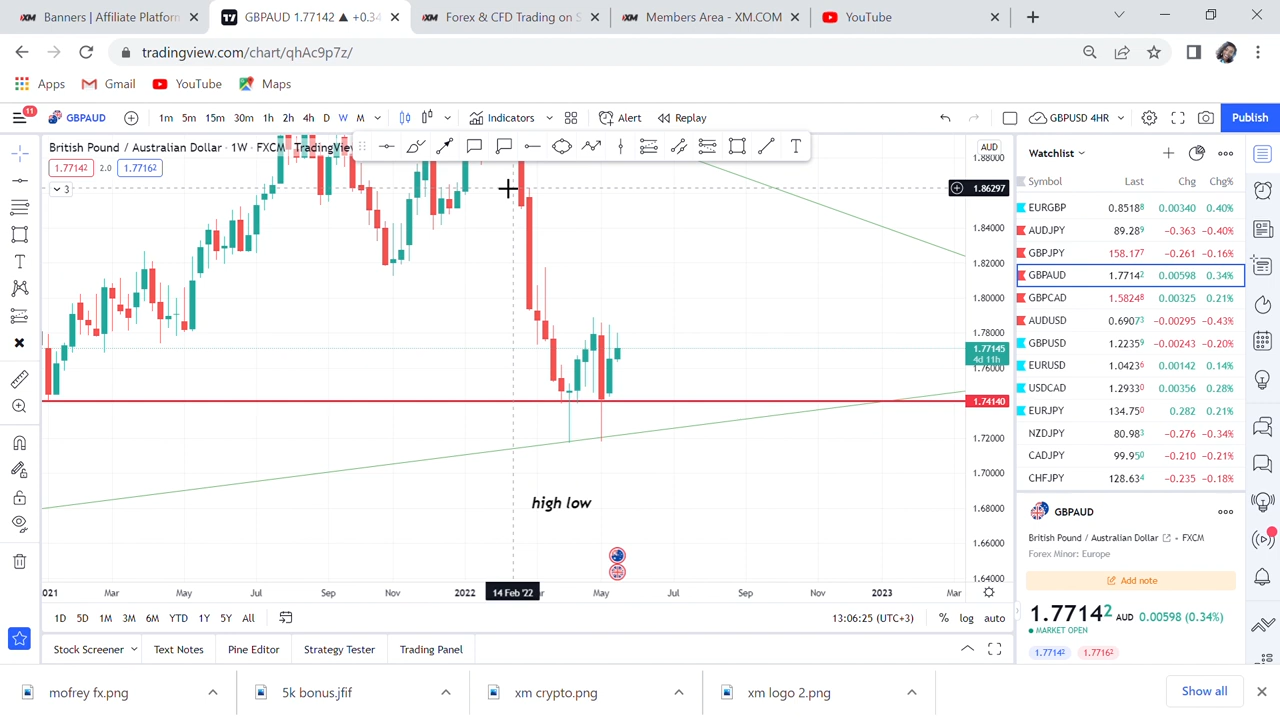 Banners | Affiliate Platform
GBPAUD 1.77142 ▲ +0.34
Forex & CFD Trading on S
Members Area - XM.COM
YouTube
tradingview.com/chart/qhAc9p7z/
Apps
Gmail
YouTube
Maps
11
GBPAUD
1m 5m 15m 30m 1h 2h 4h D W M
Indicators
Alert
Replay
GBPUSD 4HR
Publish
British Pound / Australian Dollar · 1W · FXCM TradingView
1.77142 2.0 1.77162
3
AUD
1.88000
1.86297
1.84000
1.82000
1.80000
1.78000
1.77145
4d 11h
1.76000
1.74140
1.72000
1.70000
1.68000
1.66000
1.64000
high low
021 Mar May Jul Sep Nov 2022 14 Feb '22 May Jul Sep Nov 2023 Mar
1D 5D 1M 3M 6M YTD 1Y 5Y All
13:06:25 (UTC+3) % log auto
Stock Screener
Text Notes
Pine Editor
Strategy Tester
Trading Panel
Watchlist
Symbol Last Chg Chg%
EURGBP 0.85188 0.00340 0.40%
AUDJPY 89.289 −0.363 −0.40%
GBPJPY 158.177 −0.261 −0.16%
GBPAUD 1.77142 0.00598 0.34%
GBPCAD 1.58248 0.00325 0.21%
AUDUSD 0.69073 −0.00295 −0.43%
GBPUSD 1.22359 −0.00243 −0.20%
EURUSD 1.04236 0.00142 0.14%
USDCAD 1.29330 0.00356 0.28%
EURJPY 134.750 0.282 0.21%
NZDJPY 80.983 −0.276 −0.34%
CADJPY 99.950 −0.210 −0.21%
CHFJPY 128.634 −0.235 −0.18%
GBPAUD
British Pound / Australian Dollar • FXCM
Forex Minor: Europe
Add note
1.77142 AUD 0.00598 (0.34%)
MARKET OPEN
1.77142 1.77162
mofrey fx.png
5k bonus.jfif
xm crypto.png
xm logo 2.png
Show all